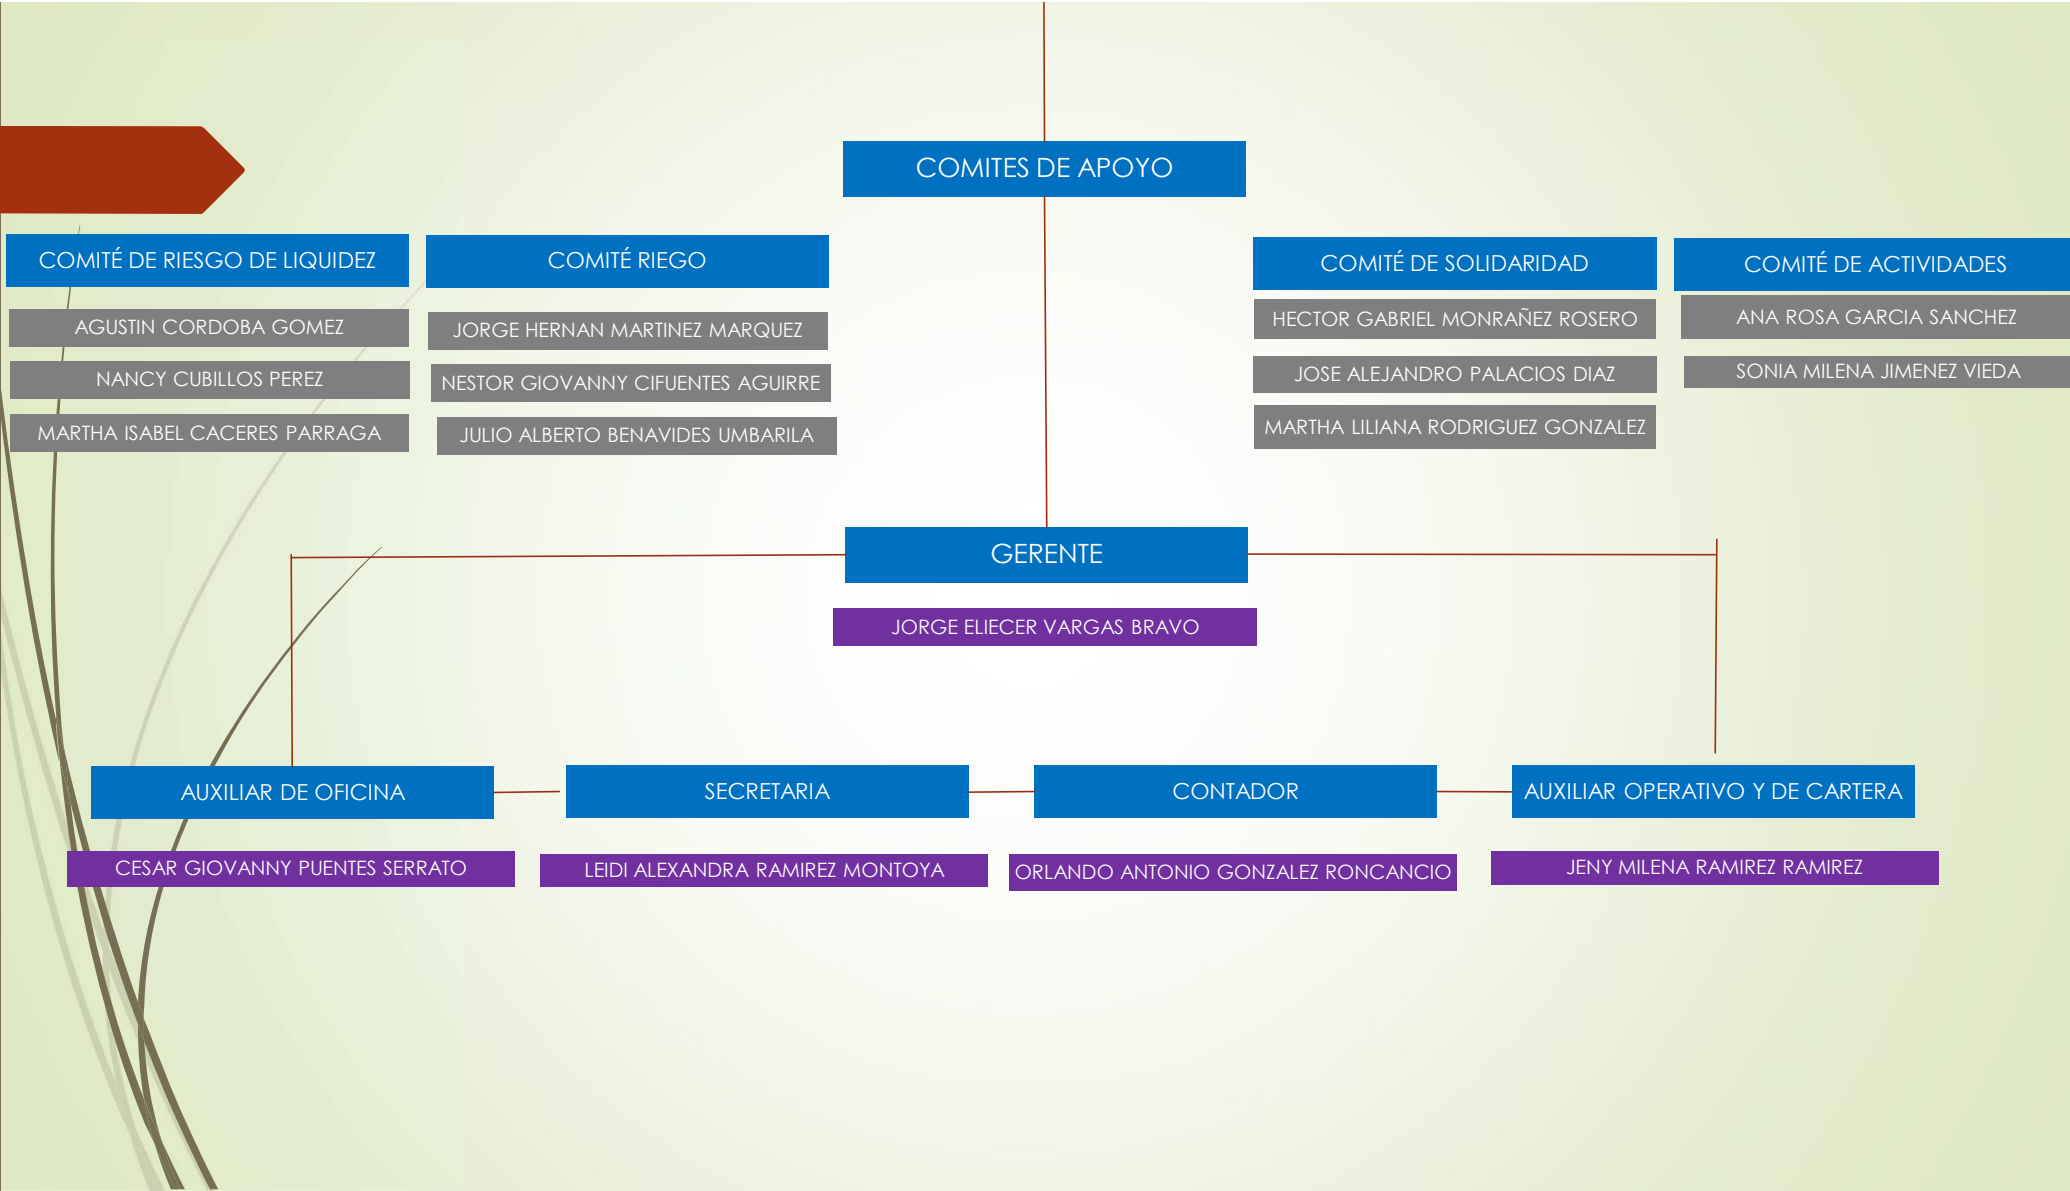 COMITES DE APOYO
COMITÉ DE RIESGO DE LIQUIDEZ
AGUSTIN CORDOBA GOMEZ
NANCY CUBILLOS PEREZ
MARTHA ISABEL CACERES PARRAGA
COMITÉ RIEGO
JORGE HERNAN MARTINEZ MARQUEZ
NESTOR GIOVANNY CIFUENTES AGUIRRE
JULIO ALBERTO BENAVIDES UMBARILA
COMITÉ DE SOLIDARIDAD
HECTOR GABRIEL MONRAÑEZ ROSERO
JOSE ALEJANDRO PALACIOS DIAZ
MARTHA LILIANA RODRIGUEZ GONZALEZ
COMITÉ DE ACTIVIDADES
ANA ROSA GARCIA SANCHEZ
SONIA MILENA JIMENEZ VIEDA
GERENTE
JORGE ELIECER VARGAS BRAVO
AUXILIAR DE OFICINA
CESAR GIOVANNY PUENTES SERRATO
SECRETARIA
LEIDI ALEXANDRA RAMIREZ MONTOYA
CONTADOR
ORLANDO ANTONIO GONZALEZ RONCANCIO
AUXILIAR OPERATIVO Y DE CARTERA
JENY MILENA RAMIREZ RAMIREZ